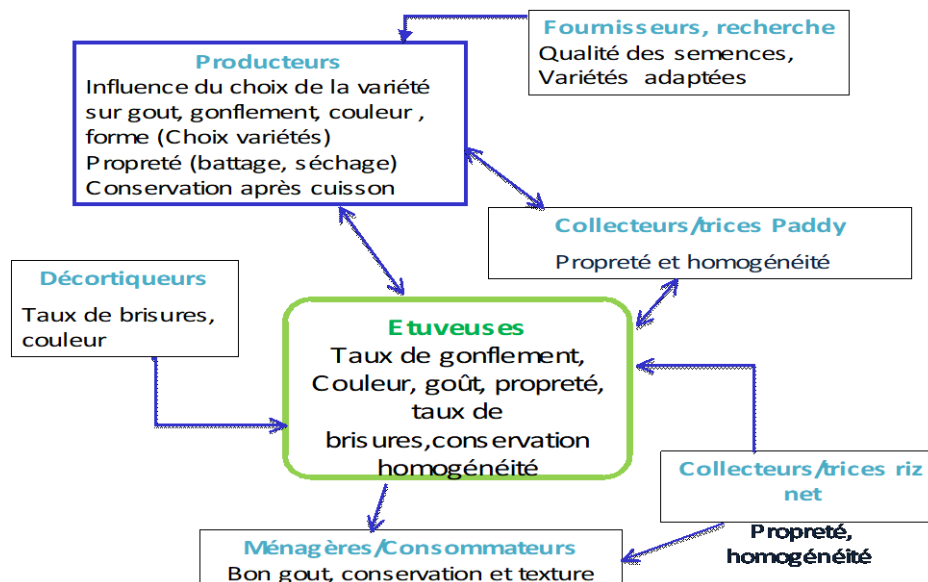 Fournisseurs, recherche
Qualité des semences,
Variétés adaptées
Producteurs
Influence du choix de la variété
sur gout, gonflement, couleur ,
forme (Choix variétés)
Propreté (battage, séchage)
Conservation après cuisson
Collecteurs/trices Paddy
Propreté et homogénéité
Décortiqueurs
Taux de brisures,
couleur
Etuveuses
Taux de gonflement,
Couleur, goût, propreté,
taux de
brisures,conservation
homogénéité
Collecteurs/trices riz
net
Propreté,
homogénéité
Ménagères/Consommateurs
Bon gout, conservation et texture